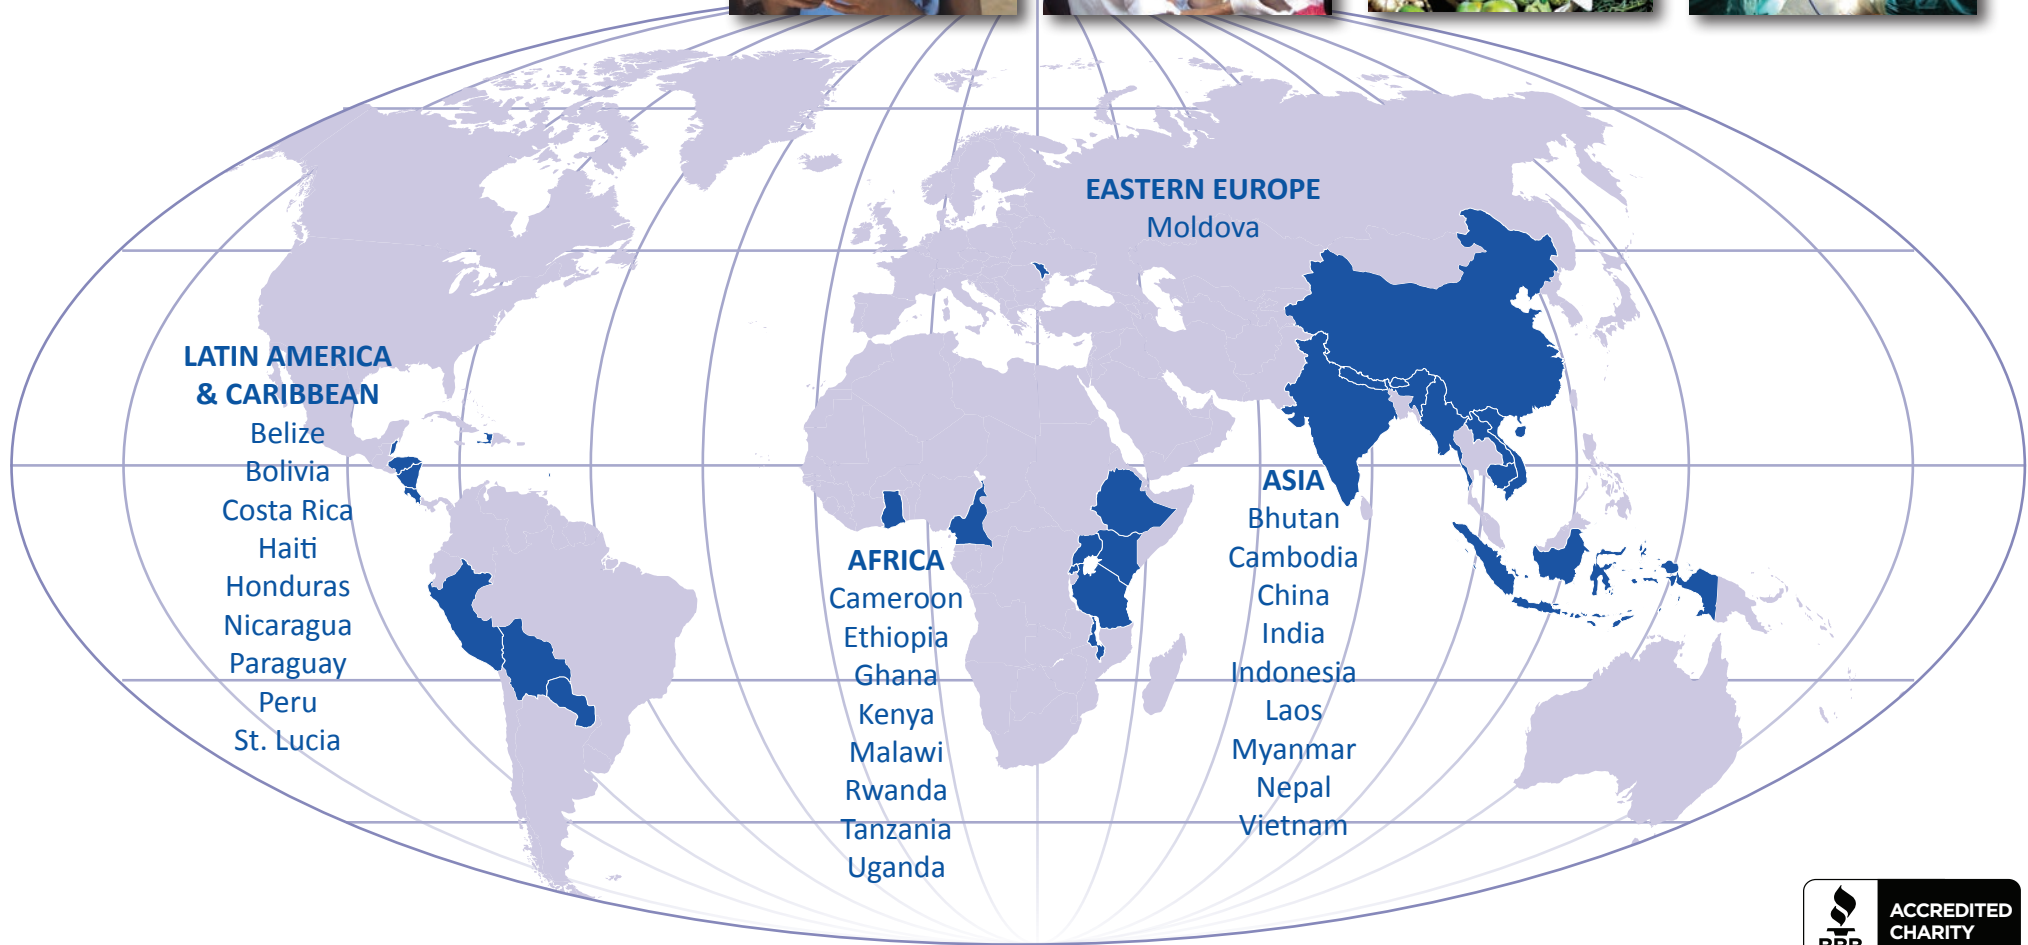 EASTERN EUROPE
Moldova
LATIN AMERICA
& CARIBBEAN
Belize
Bolivia
Costa Rica
Haiti
Honduras
Nicaragua
Paraguay
Peru
St. Lucia
AFRICA
Cameroon
Ethiopia
Ghana
Kenya
Malawi
Rwanda
Tanzania
Uganda
ASIA
Bhutan
Cambodia
China
India
Indonesia
Laos
Myanmar
Nepal
Vietnam
BBB
ACCREDITED
CHARITY